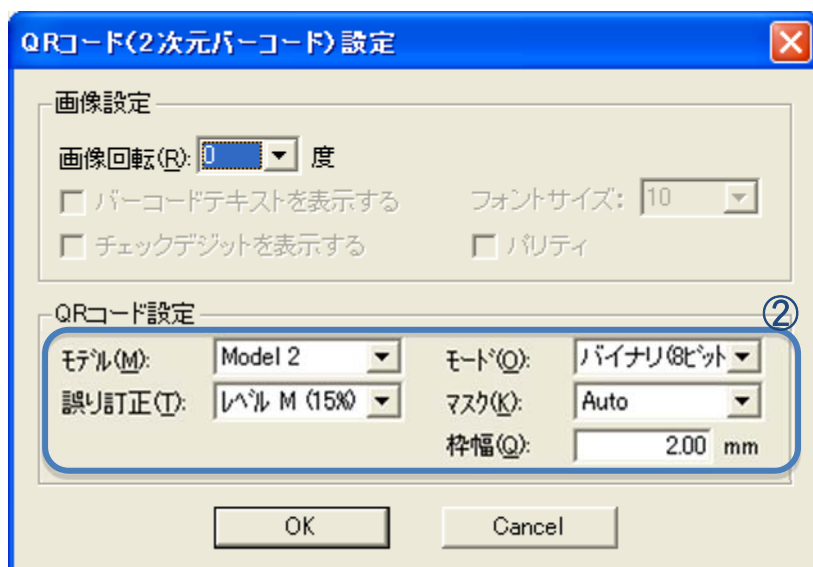 QRコード(2次元バーコード)設定
画像設定
画像回転(R): 0 度
バーコードテキストを表示する フォントサイズ: 10
チェックデジットを表示する パリティ
QRコード設定
②
モデル(M): Model 2 モード(O): バイナリ(8ビット
誤り訂正(T): レベル M (15%) マスク(K): Auto
枠幅(Q): 2.00 mm
OK Cancel